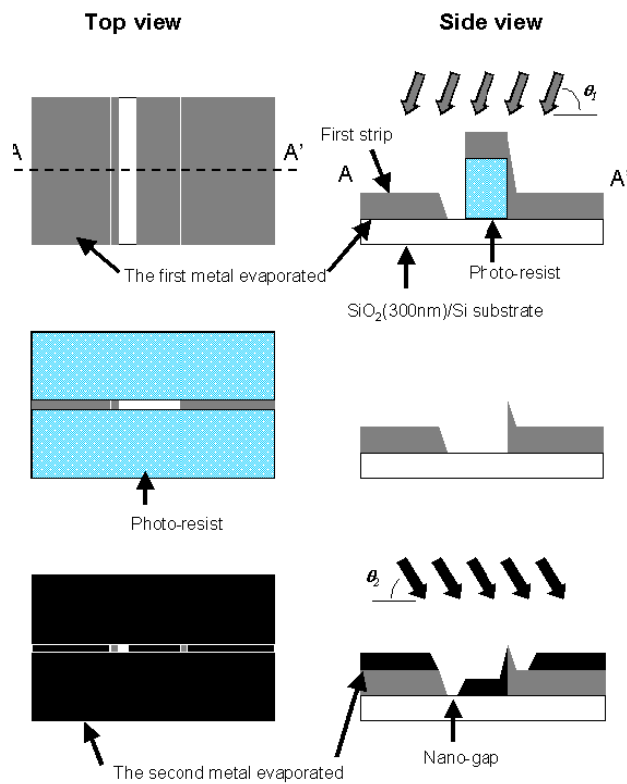 Top view
Side view
θ1
First strip
A
A'
A
A'
The first metal evaporated
Photo-resist
SiO2(300nm)/Si substrate
Photo-resist
θ2
Nano-gap
The second metal evaporated